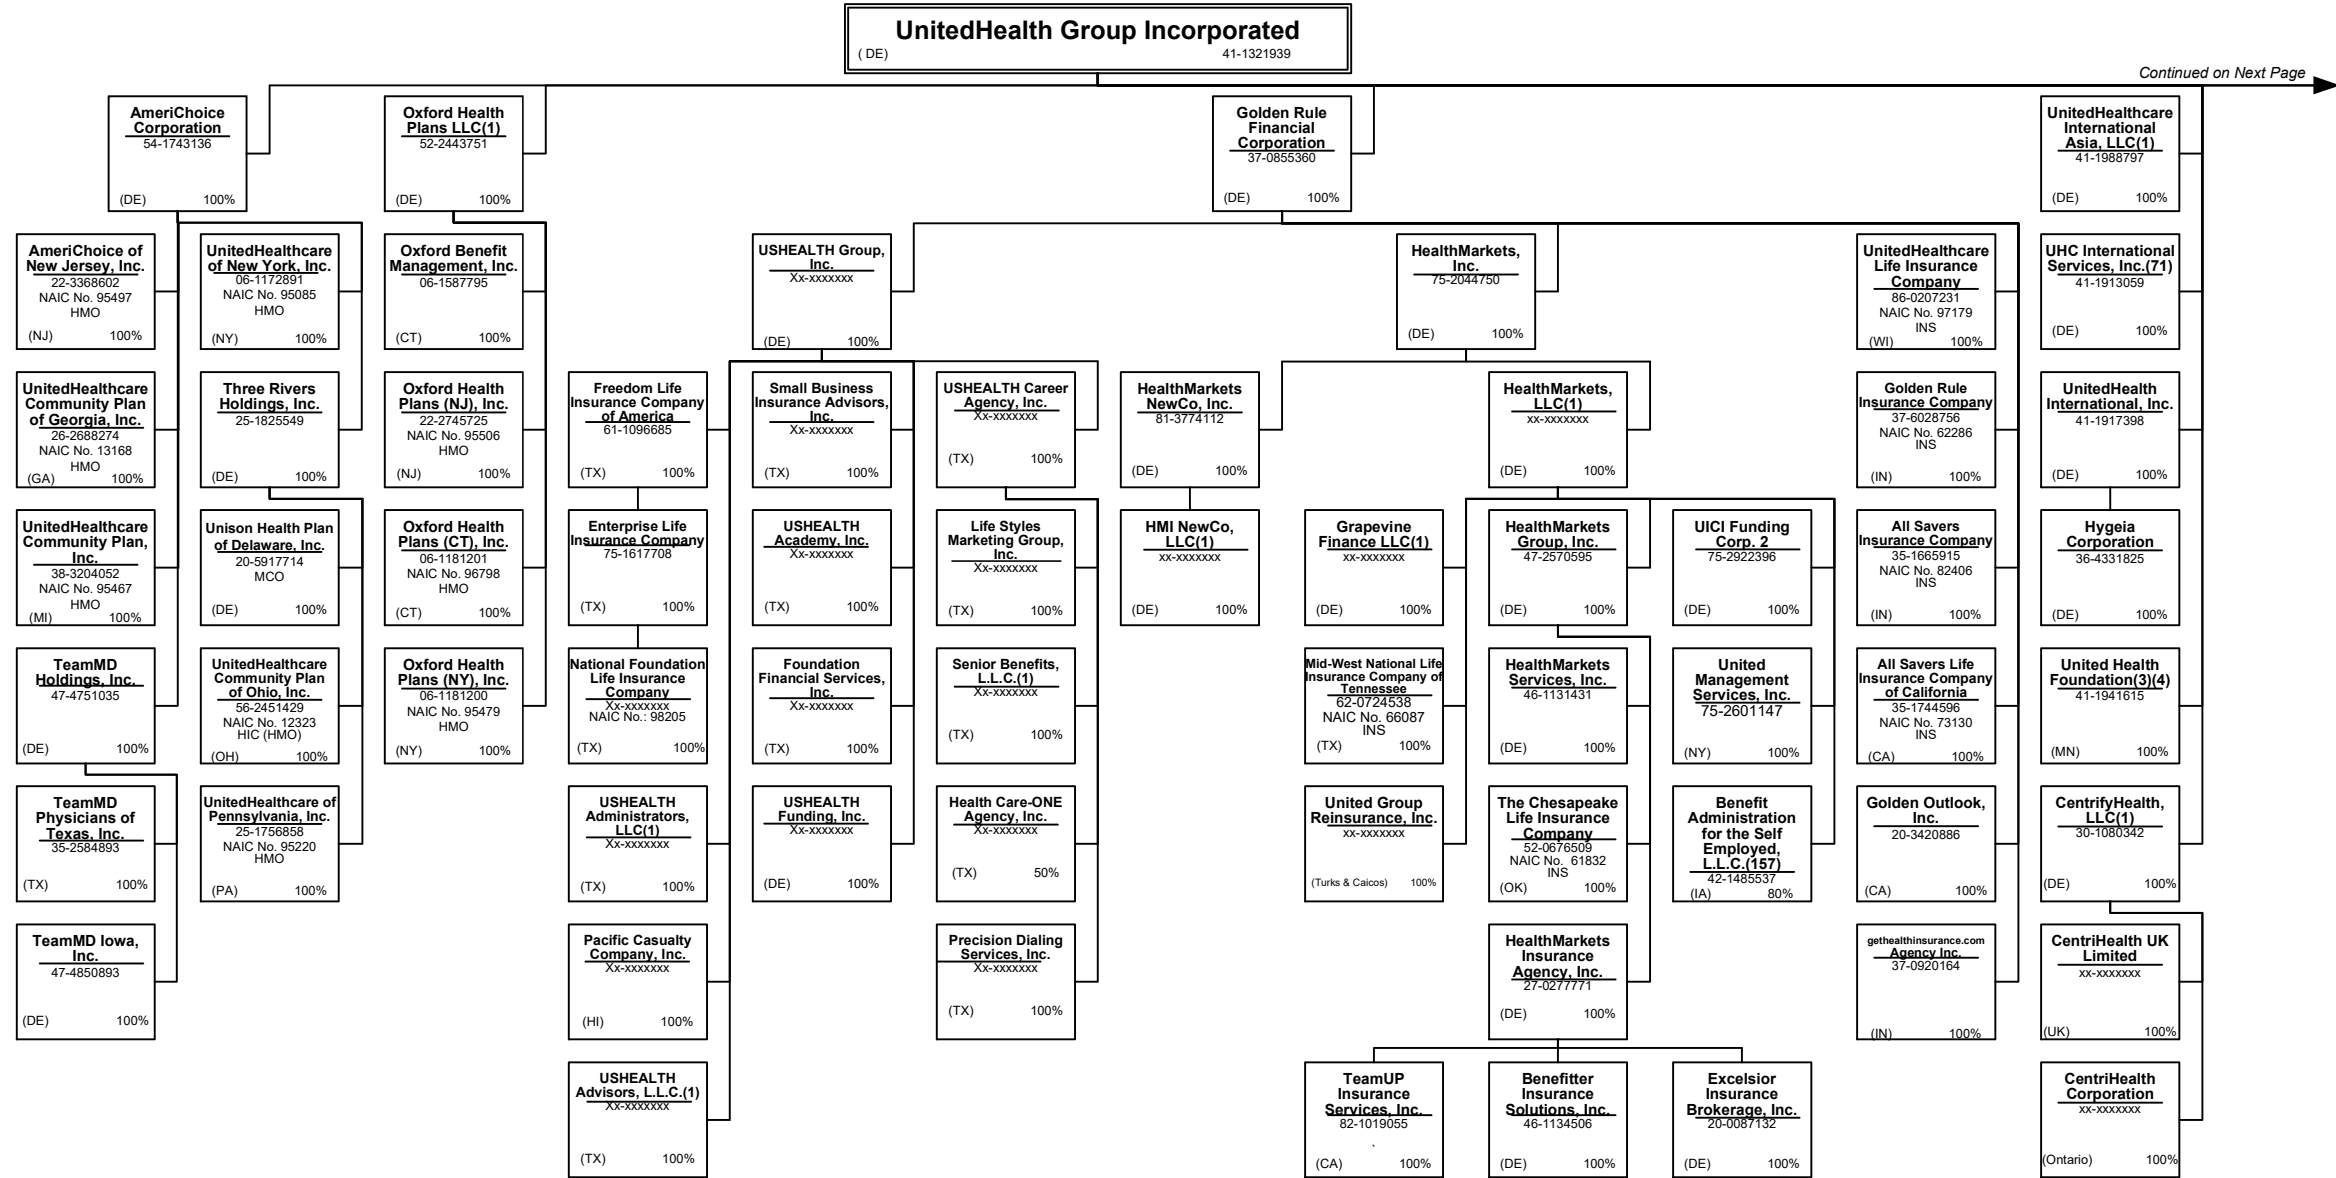 UnitedHealth Group Incorporated
( DE)
41-1321939
Continued on Next Page
AmeriChoice
Corporation
54-1743136
(DE) 100%
Oxford Health
Plans LLC(1)
52-2443751
(DE) 100%
Golden Rule
Financial
Corporation
37-0855360
(DE) 100%
UnitedHealthcare
International
Asia, LLC(1)
41-1988797
(DE) 100%
AmeriChoice of
New Jersey, Inc.
22-3368602
NAIC No. 95497
HMO
(NJ) 100%
UnitedHealthcare
of New York, Inc.
06-1172891
NAIC No. 95085
HMO
(NY) 100%
Oxford Benefit
Management, Inc.
06-1587795
(CT) 100%
USHEALTH Group,
Inc.
Xx-xxxxxxx
(DE) 100%
HealthMarkets,
Inc.
75-2044750
(DE) 100%
UnitedHealthcare
Life Insurance
Company
86-0207231
NAIC No. 97179
INS
(WI) 100%
UHC International
Services, Inc.(71)
41-1913059
(DE) 100%
UnitedHealthcare
Community Plan
of Georgia, Inc.
26-2688274
NAIC No. 13168
HMO
(GA) 100%
Three Rivers
Holdings, Inc.
25-1825549
(DE) 100%
Oxford Health
Plans (NJ), Inc.
22-2745725
NAIC No. 95506
HMO
(NJ) 100%
Freedom Life
Insurance Company
of America
61-1096685
(TX) 100%
Small Business
Insurance Advisors,
Inc.
Xx-xxxxxxx
(TX) 100%
USHEALTH Career
Agency, Inc.
Xx-xxxxxxx
(TX) 100%
HealthMarkets
NewCo, Inc.
81-3774112
(DE) 100%
HealthMarkets,
LLC(1)
xx-xxxxxxx
(DE) 100%
Golden Rule
Insurance Company
37-6028756
NAIC No. 62286
INS
(IN) 100%
UnitedHealth
International, Inc.
41-1917398
(DE) 100%
UnitedHealthcare
Community Plan,
Inc.
38-3204052
NAIC No. 95467
HMO
(MI) 100%
Unison Health Plan
of Delaware, Inc.
20-5917714
MCO
(DE) 100%
Oxford Health
Plans (CT), Inc.
06-1181201
NAIC No. 96798
HMO
(CT) 100%
Enterprise Life
Insurance Company
75-1617708
(TX) 100%
USHEALTH
Academy, Inc.
Xx-xxxxxxx
(TX) 100%
Life Styles
Marketing Group,
Inc.
Xx-xxxxxxx
(TX) 100%
HMI NewCo,
LLC(1)
xx-xxxxxxx
(DE) 100%
Grapevine
Finance LLC(1)
xx-xxxxxxx
(DE) 100%
HealthMarkets
Group, Inc.
47-2570595
(DE) 100%
UICI Funding
Corp. 2
75-2922396
(DE) 100%
All Savers
Insurance Company
35-1665915
NAIC No. 82406
INS
(IN) 100%
Hygeia
Corporation
36-4331825
(DE) 100%
TeamMD
Holdings, Inc.
47-4751035
(DE) 100%
UnitedHealthcare
Community Plan
of Ohio, Inc.
56-2451429
NAIC No. 12323
HIC (HMO)
(OH) 100%
Oxford Health
Plans (NY), Inc.
06-1181200
NAIC No. 95479
HMO
(NY) 100%
National Foundation
Life Insurance
Company
Xx-xxxxxxx
NAIC No.: 98205
(TX) 100%
Foundation
Financial Services,
Inc.
Xx-xxxxxxx
(TX) 100%
Senior Benefits,
L.L.C.(1)
Xx-xxxxxxx
(TX) 100%
Mid-West National Life
Insurance Company of
Tennessee
62-0724538
NAIC No. 66087
INS
(TX) 100%
HealthMarkets
Services, Inc.
46-1131431
(DE) 100%
United
Management
Services, Inc.
75-2601147
(NY) 100%
All Savers Life
Insurance Company
of California
35-1744596
NAIC No. 73130
INS
(CA) 100%
United Health
Foundation(3)(4)
41-1941615
(MN) 100%
TeamMD
Physicians of
Texas, Inc.
35-2584893
(TX) 100%
UnitedHealthcare of
Pennsylvania, Inc.
25-1756858
NAIC No. 95220
HMO
(PA) 100%
USHEALTH
Administrators,
LLC(1)
Xx-xxxxxxx
(TX) 100%
USHEALTH
Funding, Inc.
Xx-xxxxxxx
(DE) 100%
Health Care-ONE
Agency, Inc.
Xx-xxxxxxx
(TX) 50%
United Group
Reinsurance, Inc.
xx-xxxxxxx
(Turks & Caicos) 100%
The Chesapeake
Life Insurance
Company
52-0676509
NAIC No. 61832
INS
(OK) 100%
Benefit
Administration
for the Self
Employed,
L.L.C.(157)
42-1485537
(IA) 80%
Golden Outlook,
Inc.
20-3420886
(CA) 100%
CentrifyHealth,
LLC(1)
30-1080342
(DE) 100%
TeamMD Iowa,
Inc.
47-4850893
(DE) 100%
Pacific Casualty
Company, Inc.
Xx-xxxxxxx
(HI) 100%
Precision Dialing
Services, Inc.
Xx-xxxxxxx
(TX) 100%
HealthMarkets
Insurance
Agency, Inc.
27-0277771
(DE) 100%
gethealthinsurance.com
Agency Inc.
37-0920164
(IN) 100%
CentriHealth UK
Limited
xx-xxxxxxx
(UK) 100%
USHEALTH
Advisors, L.L.C.(1)
Xx-xxxxxxx
(TX) 100%
TeamUP
Insurance
Services, Inc.
82-1019055
`
(CA) 100%
Benefitter
Insurance
Solutions, Inc.
46-1134506
(DE) 100%
Excelsior
Insurance
Brokerage, Inc.
20-0087132
(DE) 100%
CentriHealth
Corporation
xx-xxxxxxx
(Ontario) 100%